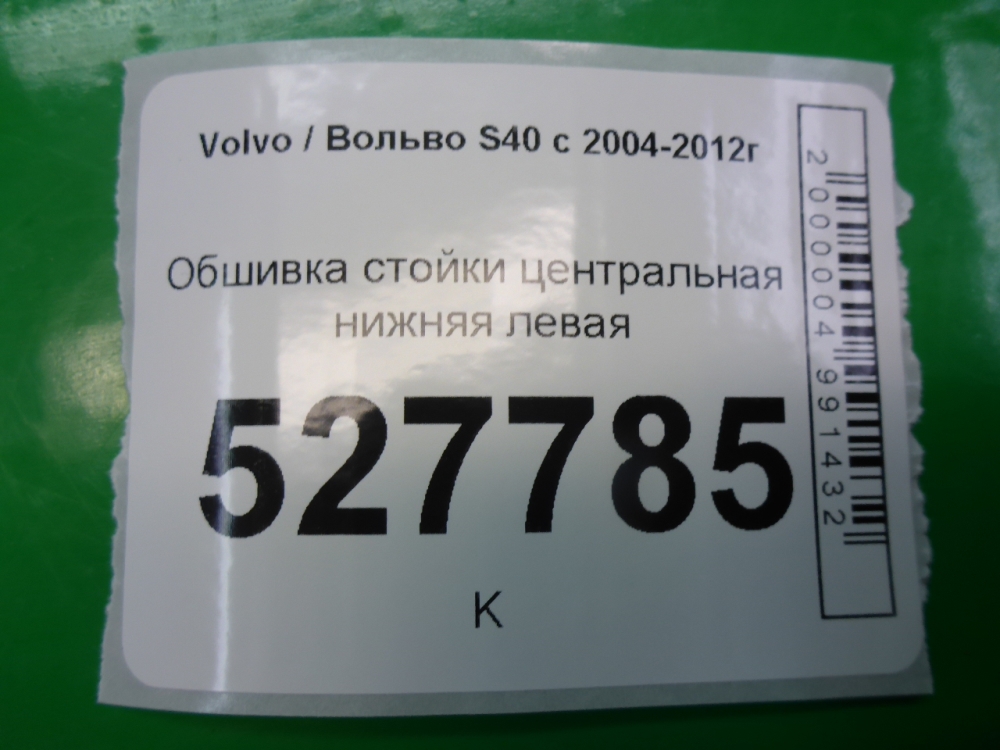 Volvo / Вольво S40 с 2004-2012г
Обшивка стойки центральная
нижняя левая
527785
К
2000004991432